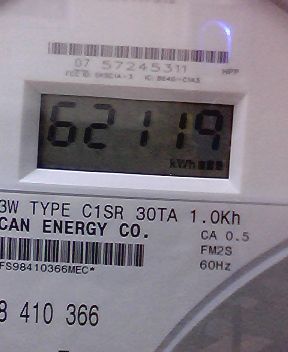 07 57245311
62119
kWh
3W TYPE C1SR 30TA 1.0Kh
CAN ENERGY CO.
CA 0.5
FM2S
FS98410366MEC*
60Hz
8 410 366